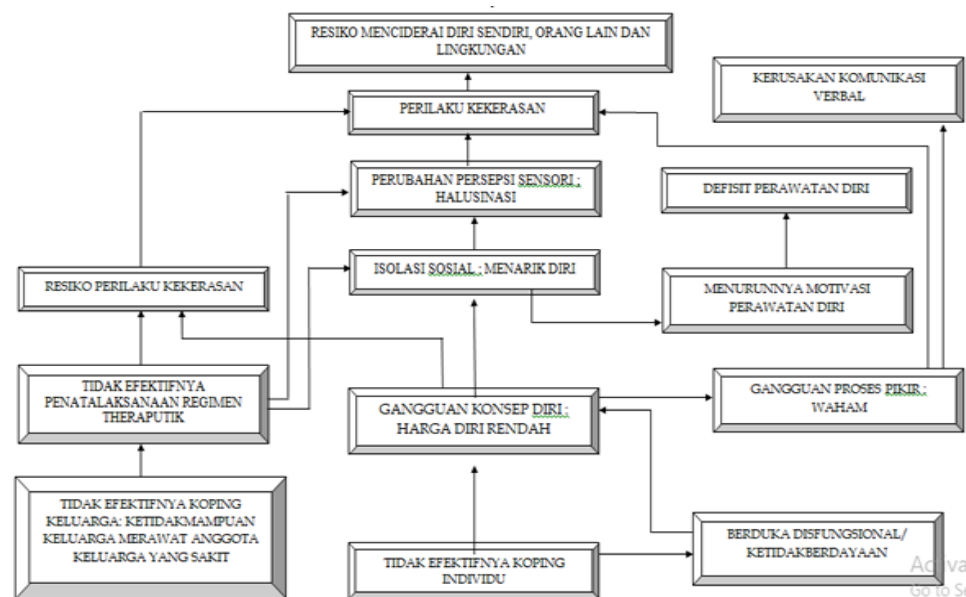 RESIKO MENCIDERAI DIRI SENDIRI, ORANG LAIN DAN
LINGKUNGAN
KERUSAKAN KOMUNIKASI
VERBAL
PERILAKU KEKERASAN
PERUBAHAN PERSEPSI SENSORI ;
HALUSINASI
DEFISIT PERAWATAN DIRI
ISOLASI SOSIAL ; MENARIK DIRI
RESIKO PERILAKU KEKERASAN
MENURUNNYA MOTIVASI
PERAWATAN DIRI
TIDAK EFEKTIFNYA
PENATALAKSANAAN REGIMEN
THERAPUTIK
GANGGUAN KONSEP DIRI ;
HARGA DIRI RENDAH
GANGGUAN PROSES PIKIR ;
WAHAM
TIDAK EFEKTIFNYA KOPING
KELUARGA: KETIDAKMAMPUAN
KELUARGA MERAWAT ANGGOTA
KELUARGA YANG SAKIT
BERDUKA DISFUNGSIONAL/
KETIDAKBERDAYAAN
TIDAK EFEKTIFNYA KOPING
INDIVIDU
Go to